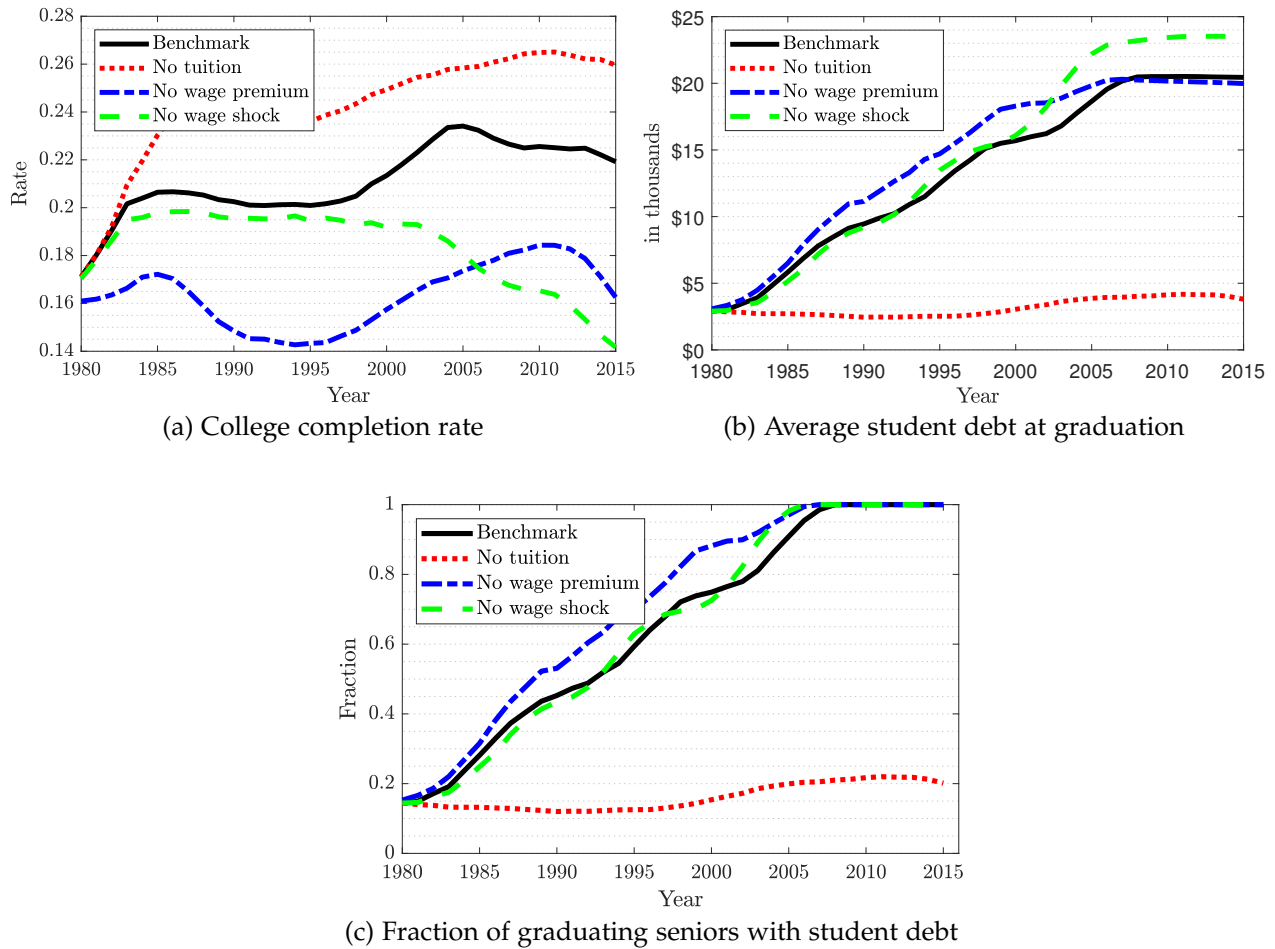 0.28
0.26
0.24
0.22
0.2
0.18
0.16
0.14
Rate
Benchmark
No tuition
No wage premium
No wage shock
1980 1985 1990 1995 2000 2005 2010 2015
Year
(a) College completion rate
$25
$20
$15
$10
$5
$0
in thousands
Benchmark
No tuition
No wage premium
No wage shock
1980 1985 1990 1995 2000 2005 2010 2015
Year
(b) Average student debt at graduation
1
0.8
0.6
0.4
0.2
0
Fraction
Benchmark
No tuition
No wage premium
No wage shock
1980 1985 1990 1995 2000 2005 2010 2015
Year
(c) Fraction of graduating seniors with student debt